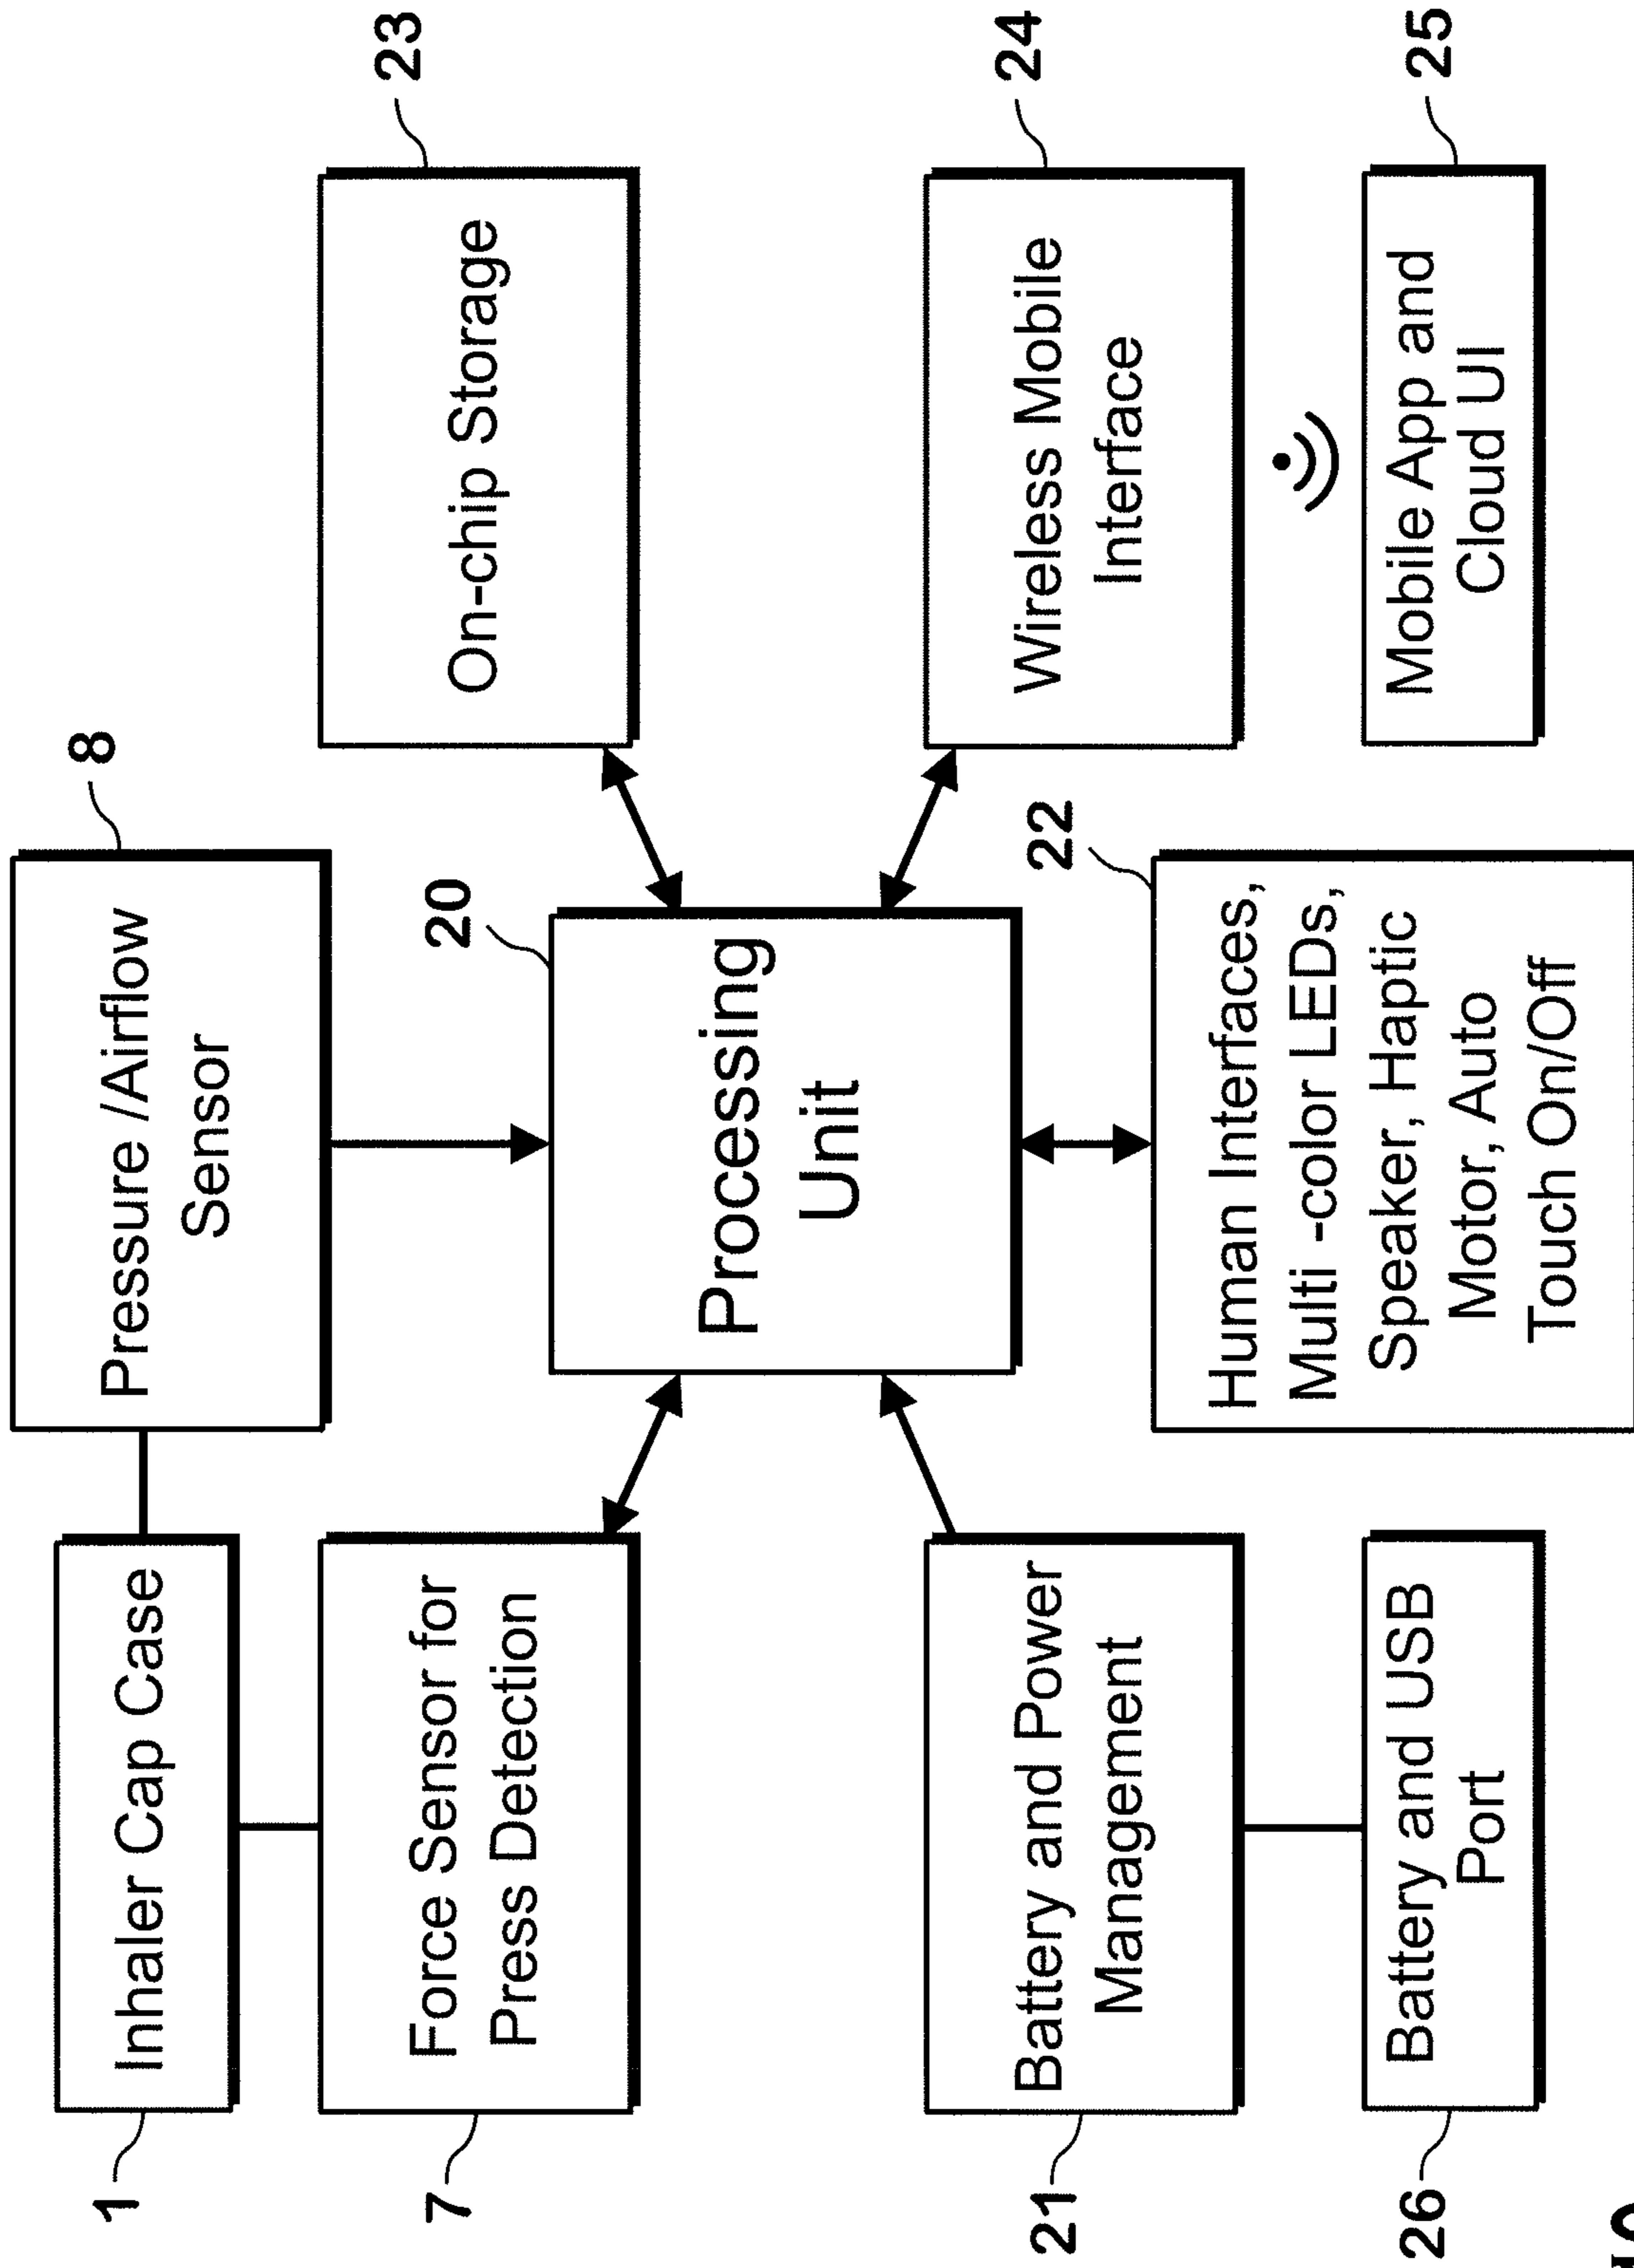 1
Inhaler Cap Case
Pressure /Airflow
Sensor
8
7
Force Sensor for
Press Detection
20
Processing
Unit
On-chip Storage
23
21
Battery and Power
Management
22
Human Interfaces,
Multi -color LEDs,
Speaker, Haptic
Motor, Auto
Touch On/Off
Wireless Mobile
Interface
24
26
Battery and USB
Port
Mobile App and
Cloud UI
25